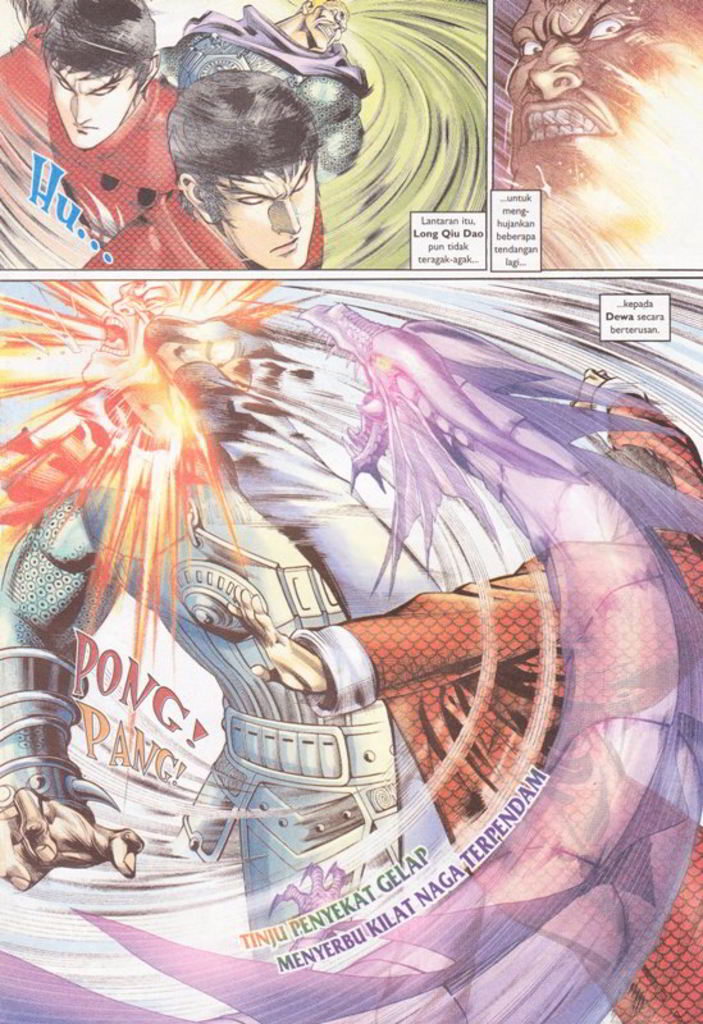 Hu...
Lantaran itu,
Long Qiu Dao
pun tidak
teragak-agak...
...untuk
meng-
hujankan
beberapa
tendangan
lagi...
...kepada
Dewa secara
berterusan.
PONG!
PANG!
TINJU PENYEKAT GELAP
MENYERBU KILAT NAGA TERPENDAM